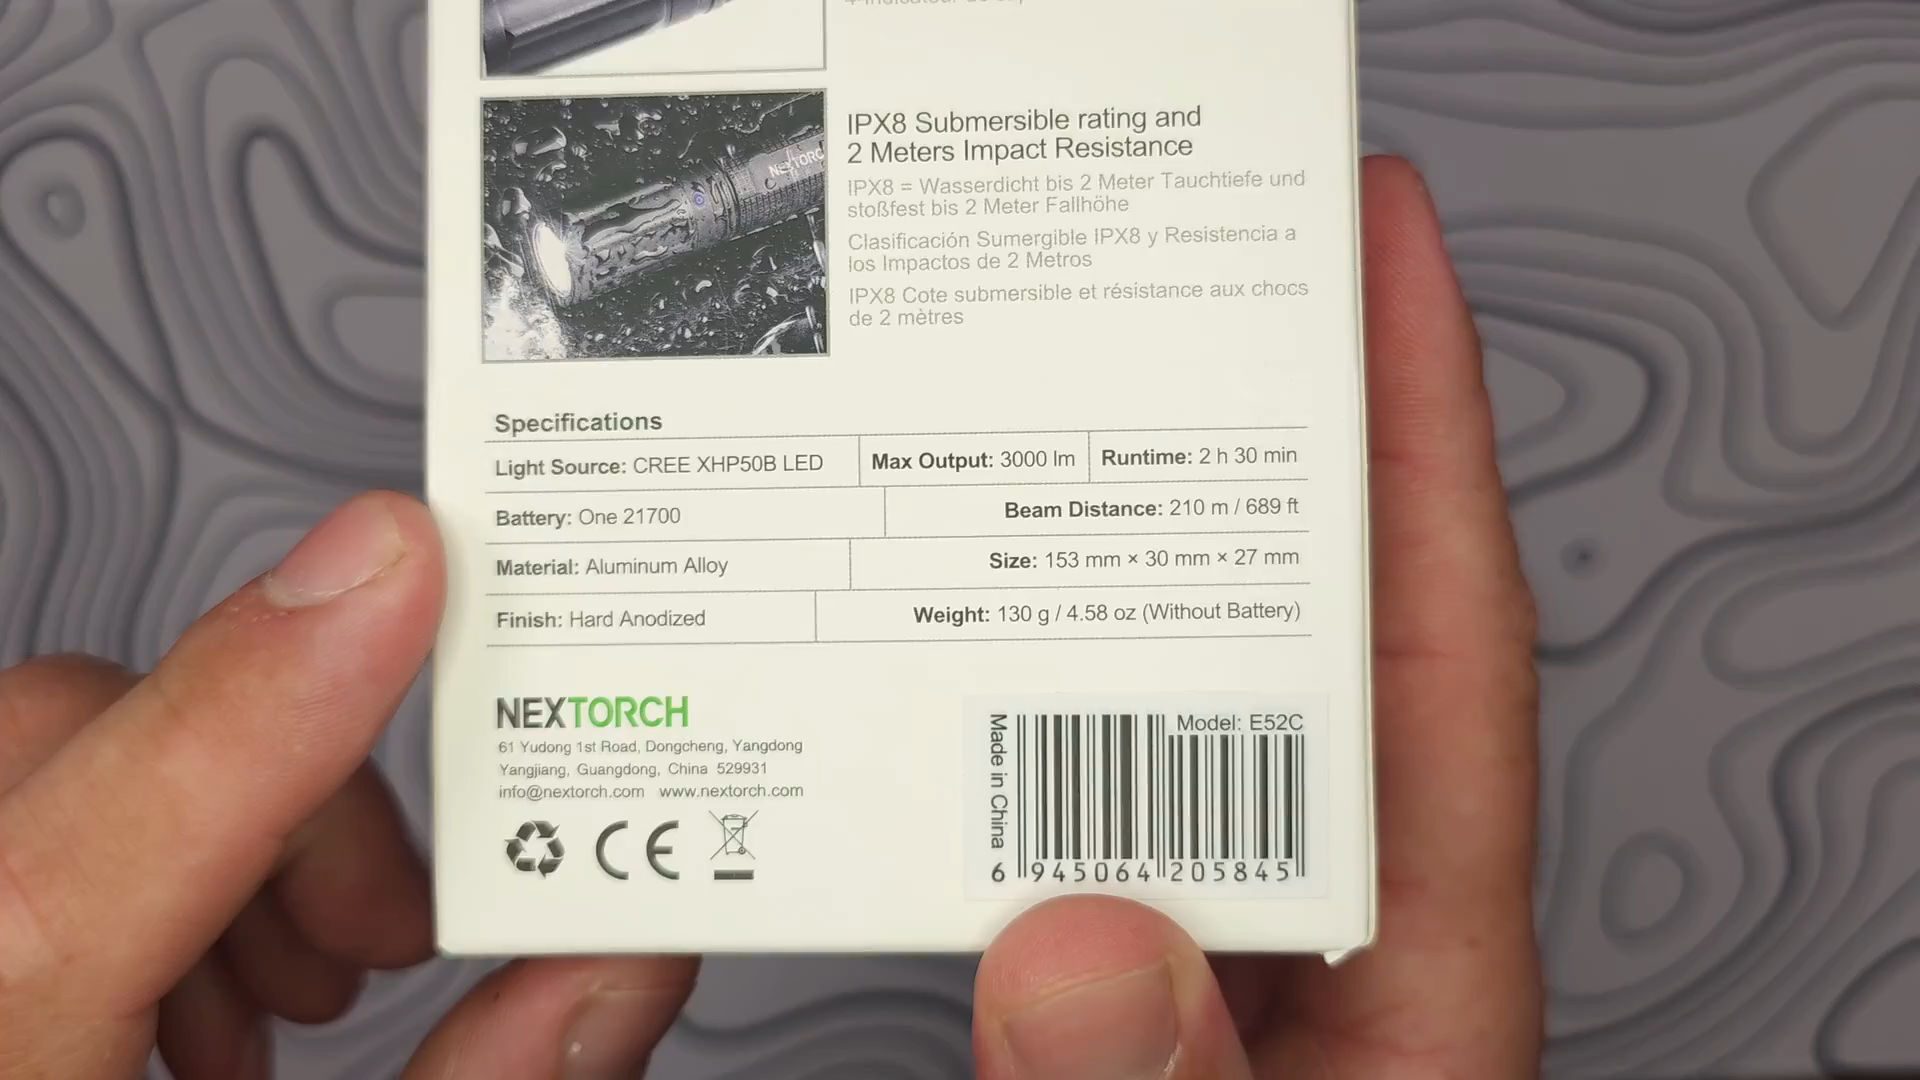 IPX8 Submersible rating and
2 Meters Impact Resistance
IPX8 = Wasserdicht bis 2 Meter Tauchtiefe und
stoßfest bis 2 Meter Fallhöhe
Clasificación Sumergible IPX8 y Resistencia a
los Impactos de 2 Metros
IPX8 Cote submersible et résistance aux chocs
de 2 mètres
NEXTORC
Specifications
Light Source: CREE XHP50B LED Max Output: 3000 lm Runtime: 2 h 30 min
Battery: One 21700 Beam Distance: 210 m / 689 ft
Material: Aluminum Alloy Size: 153 mm × 30 mm × 27 mm
Finish: Hard Anodized Weight: 130 g / 4.58 oz (Without Battery)
NEXTORCH
61 Yudong 1st Road, Dongcheng, Yangdong
Yangjiang, Guangdong, China 529931
info@nextorch.com www.nextorch.com
CE
Made in China
Model: E52C
6 945064 205845